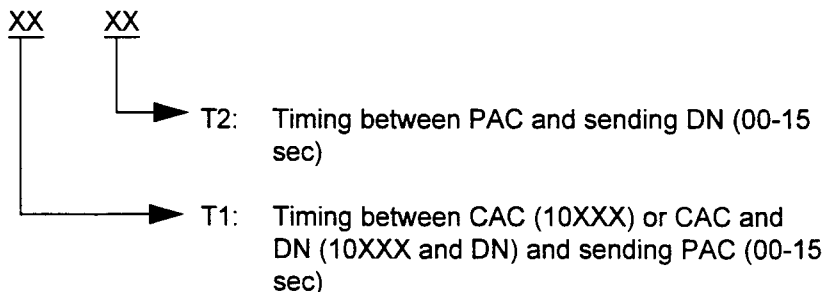 XX XX
T2: Timing between PAC and sending DN (00-15
sec)
T1: Timing between CAC (10XXX) or CAC and
DN (10XXX and DN) and sending PAC (00-15
sec)